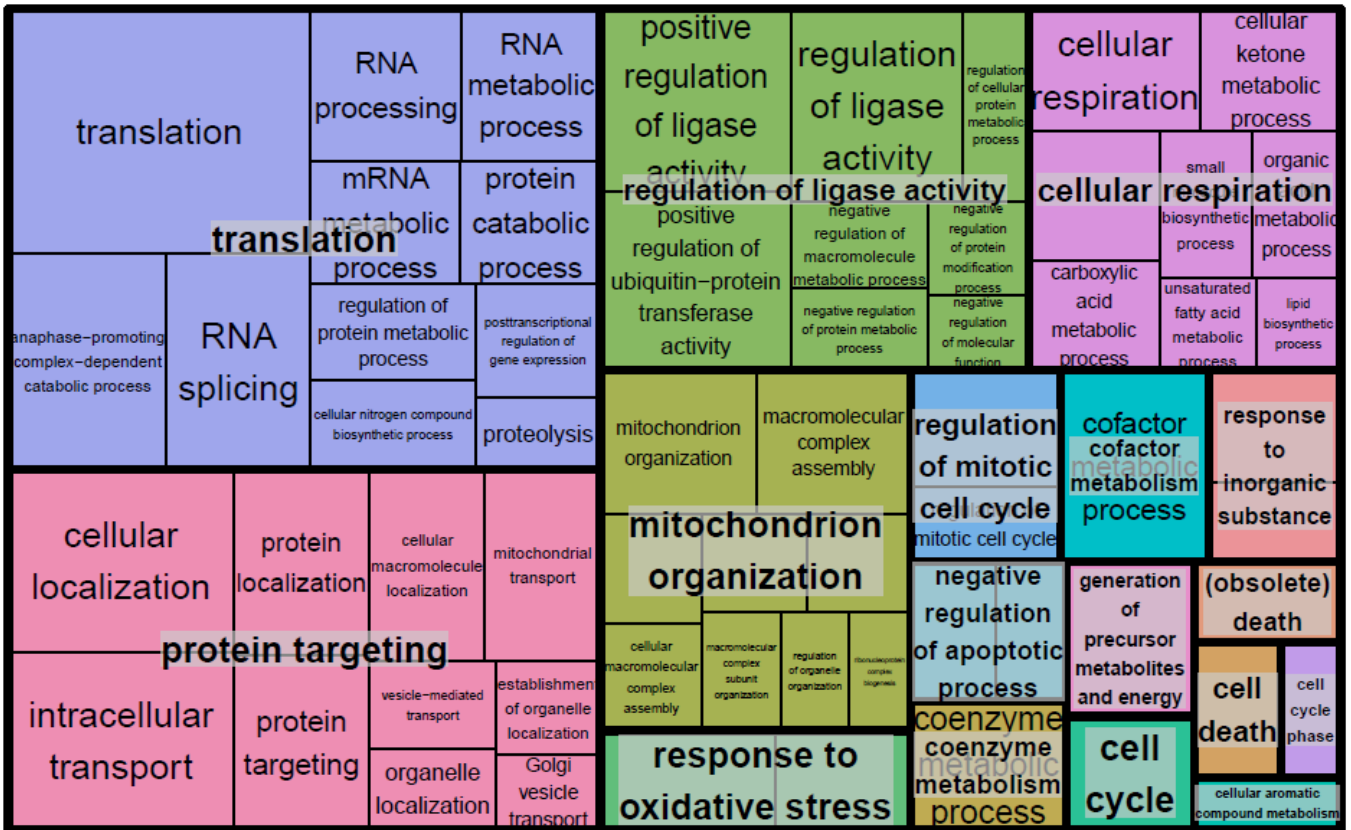 translation
RNA
processing
RNA
metabolic
process
mRNA
metabolic
process
protein
catabolic
process
translation
anaphase−promoting
complex−dependent
catabolic process
RNA
splicing
regulation of
protein metabolic
process
posttranscriptional
regulation of
gene expression
cellular nitrogen compound
biosynthetic process
proteolysis
positive
regulation
of ligase
activity
regulation
of ligase
activity
regulation
of cellular
protein
metabolic
process
regulation of ligase activity
positive
regulation of
ubiquitin−protein
transferase
activity
negative
regulation of
macromolecule
metabolic process
negative
regulation
of protein
modification
process
negative regulation
of protein metabolic
process
negative
regulation
of molecular
function
cellular
respiration
cellular
ketone
metabolic
process
cellular respiration
small
biosynthetic
process
organic
metabolic
process
carboxylic
acid
metabolic
process
unsaturated
fatty acid
metabolic
process
lipid
biosynthetic
process
cellular
localization
protein
localization
cellular
macromolecule
localization
mitochondrial
transport
protein targeting
intracellular
transport
protein
targeting
vesicle−mediated
transport
establishment
of organelle
localization
organelle
localization
Golgi
vesicle
transport
mitochondrion
organization
macromolecular
complex
assembly
mitochondrion
organization
cellular
macromolecular
complex
assembly
macromolecular
complex
subunit
organization
regulation
of organelle
organization
ribonucleoprotein
complex
biogenesis
response to
oxidative stress
regulation
of mitotic
cell cycle
mitotic cell cycle
cofactor
metabolic
process
cofactor
metabolism
response
to
inorganic
substance
negative
regulation
of apoptotic
process
generation
of
precursor
metabolites
and energy
(obsolete)
death
cell
death
cell
cycle
phase
coenzyme
metabolic
process
coenzyme
metabolism
cell
cycle
cellular aromatic
compound metabolism